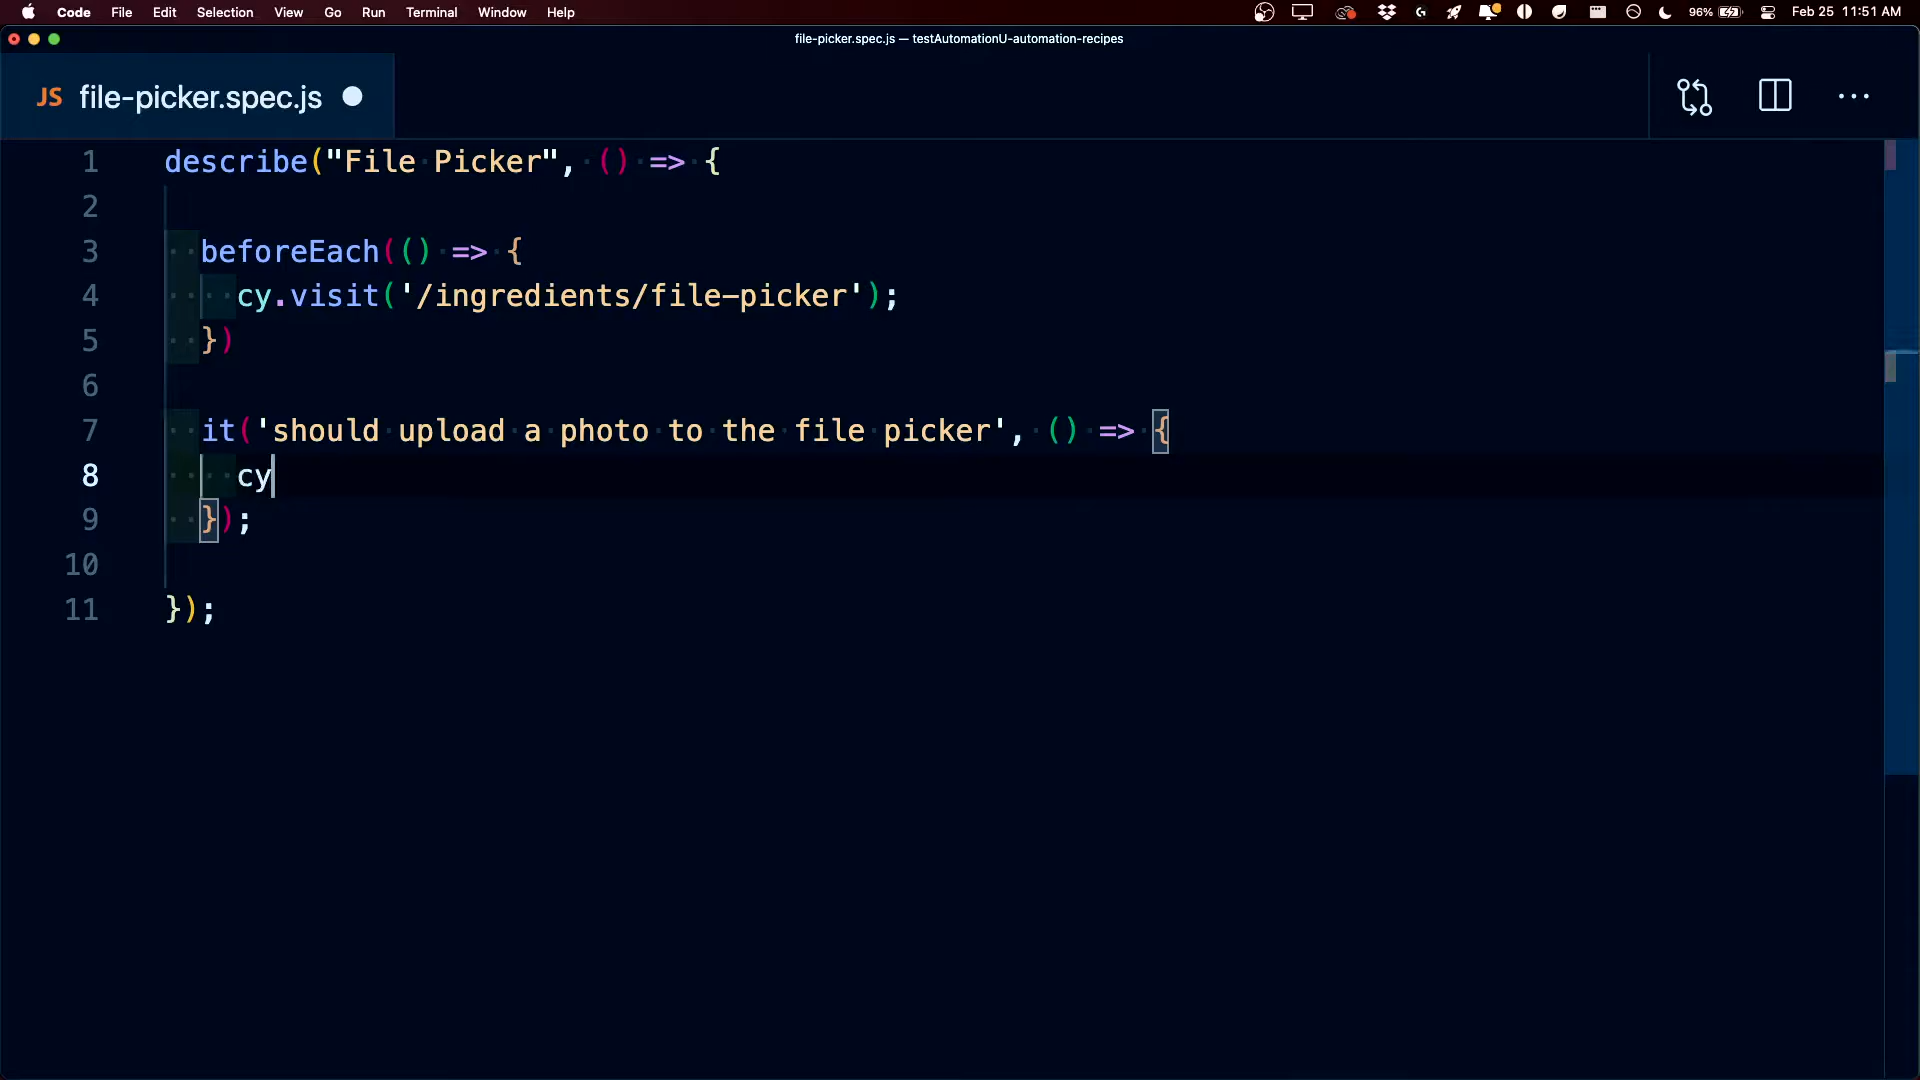 Code File Edit Selection View Go Run Terminal Window Help 96% Feb 25 11:51 AM
file-picker.spec.js — testAutomationU-automation-recipes
JS file-picker.spec.js
1 describe("File Picker", () => {
2
3 beforeEach(() => {
4 cy.visit('/ingredients/file-picker');
5 })
6
7 it('should upload a photo to the file picker', () => {
8 cy
9 });
10
11 });